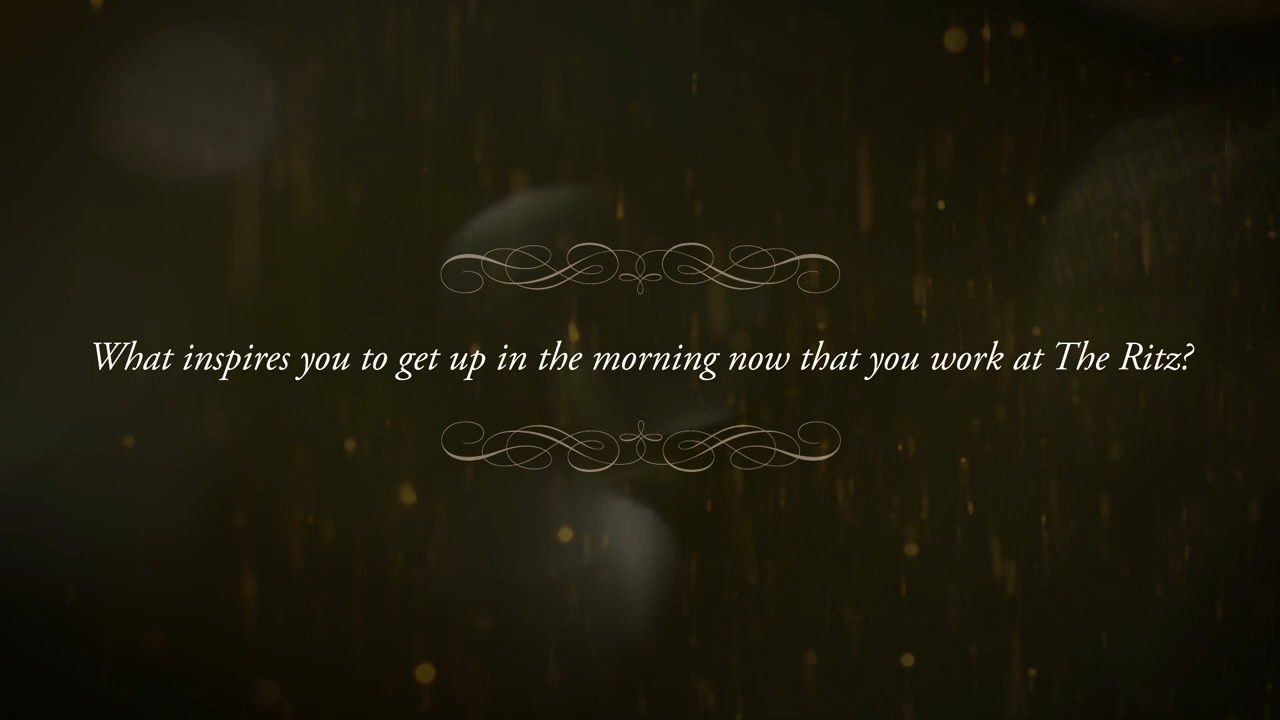 What inspires you to get up in the morning now that you work at The Ritz?